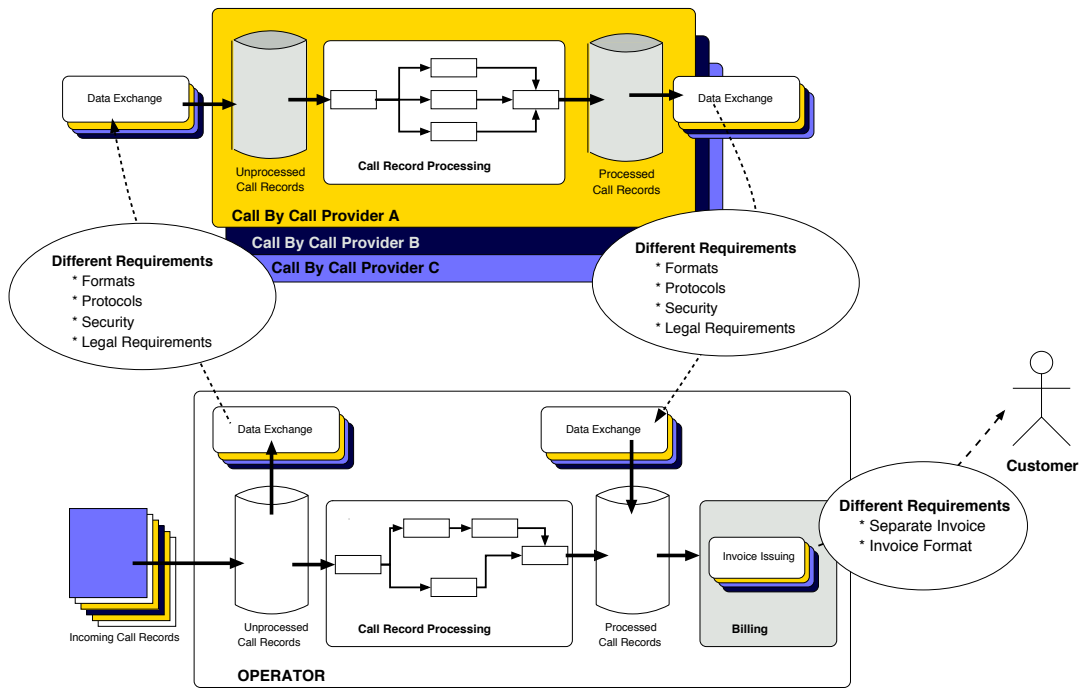 Data Exchange
Unprocessed
Call Records
Call Record Processing
Processed
Call Records
Data Exchange
Call By Call Provider A
Call By Call Provider B
Call By Call Provider C
Different Requirements
* Formats
* Protocols
* Security
* Legal Requirements
Different Requirements
* Formats
* Protocols
* Security
* Legal Requirements
Data Exchange
Data Exchange
Customer
Different Requirements
* Separate Invoice
* Invoice Format
Invoice Issuing
Incoming Call Records
Unprocessed
Call Records
Call Record Processing
Processed
Call Records
Billing
OPERATOR